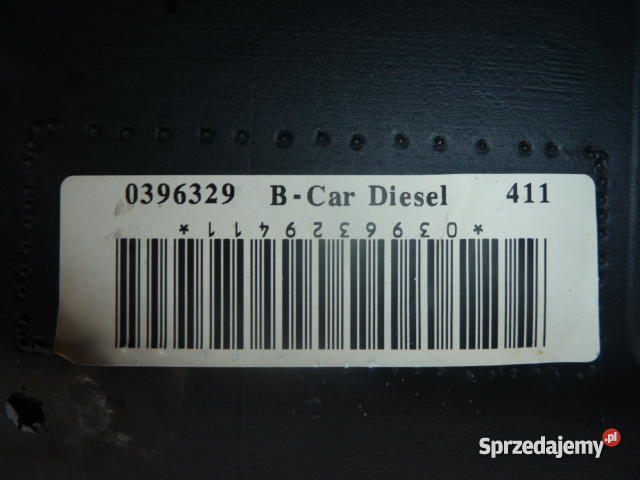 0396329 B-Car Diesel 411
*0396329411*
Sprzedajemy.pl